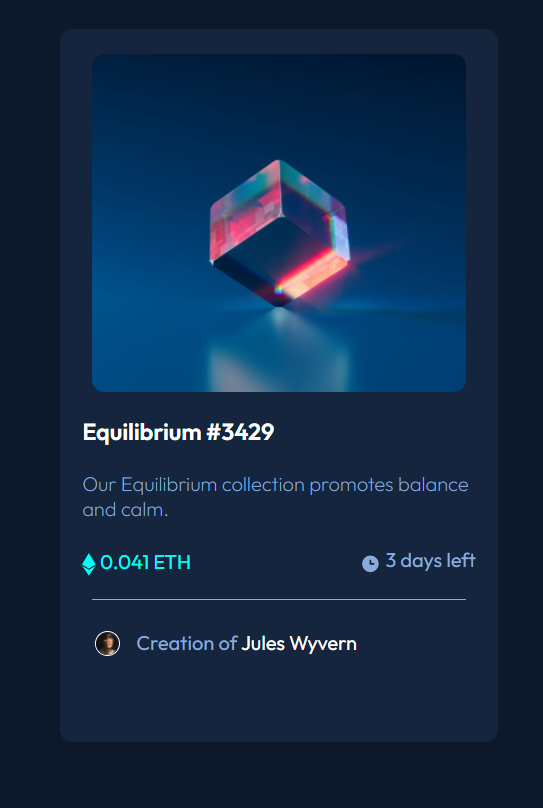 Equilibrium #3429
Our Equilibrium collection promotes balance
and calm.
0.041 ETH 3 days left
Creation of Jules Wyvern